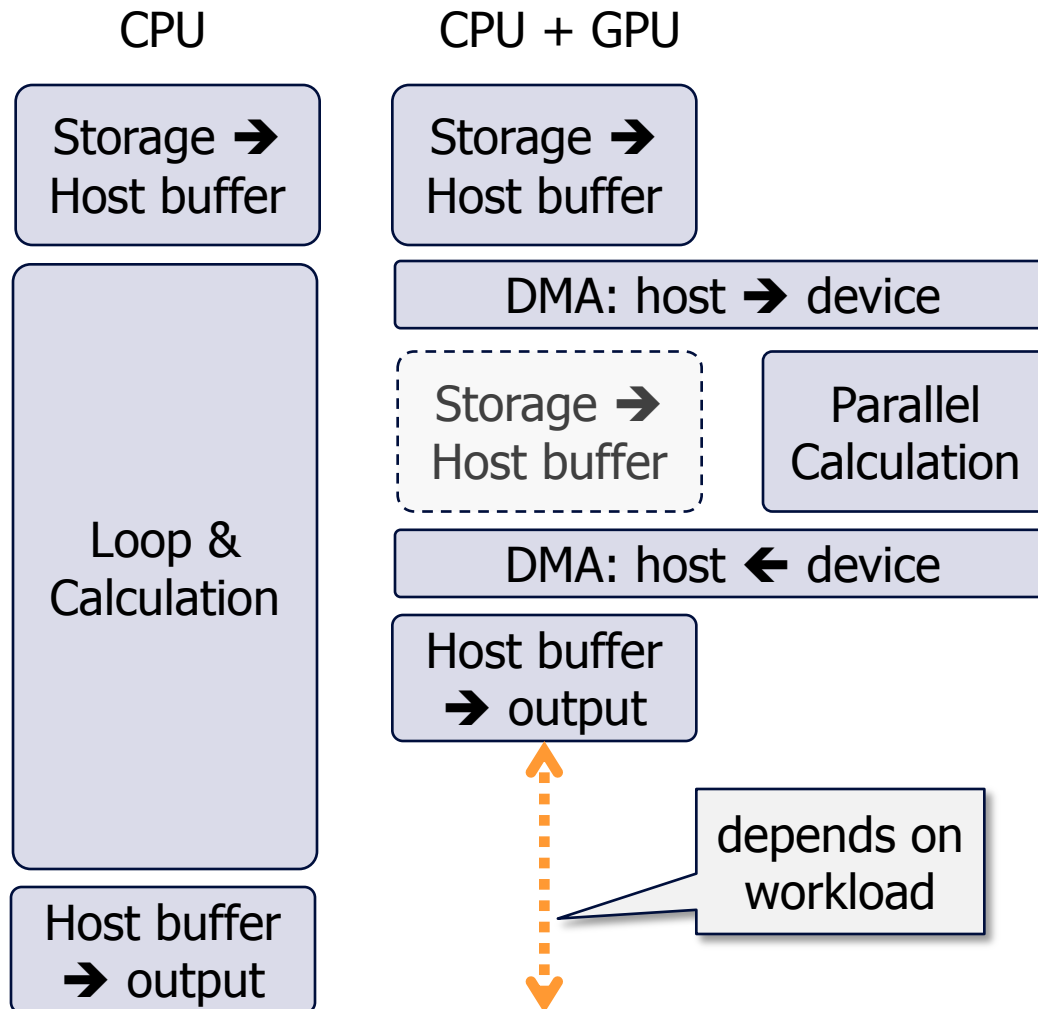 CPU
CPU + GPU
Storage ➔
Host buffer
Storage ➔
Host buffer
DMA: host ➔ device
Storage ➔
Host buffer
Parallel
Calculation
Loop &
Calculation
DMA: host 🡸 device
Host buffer
➔ output
depends on
workload
Host buffer
➔ output